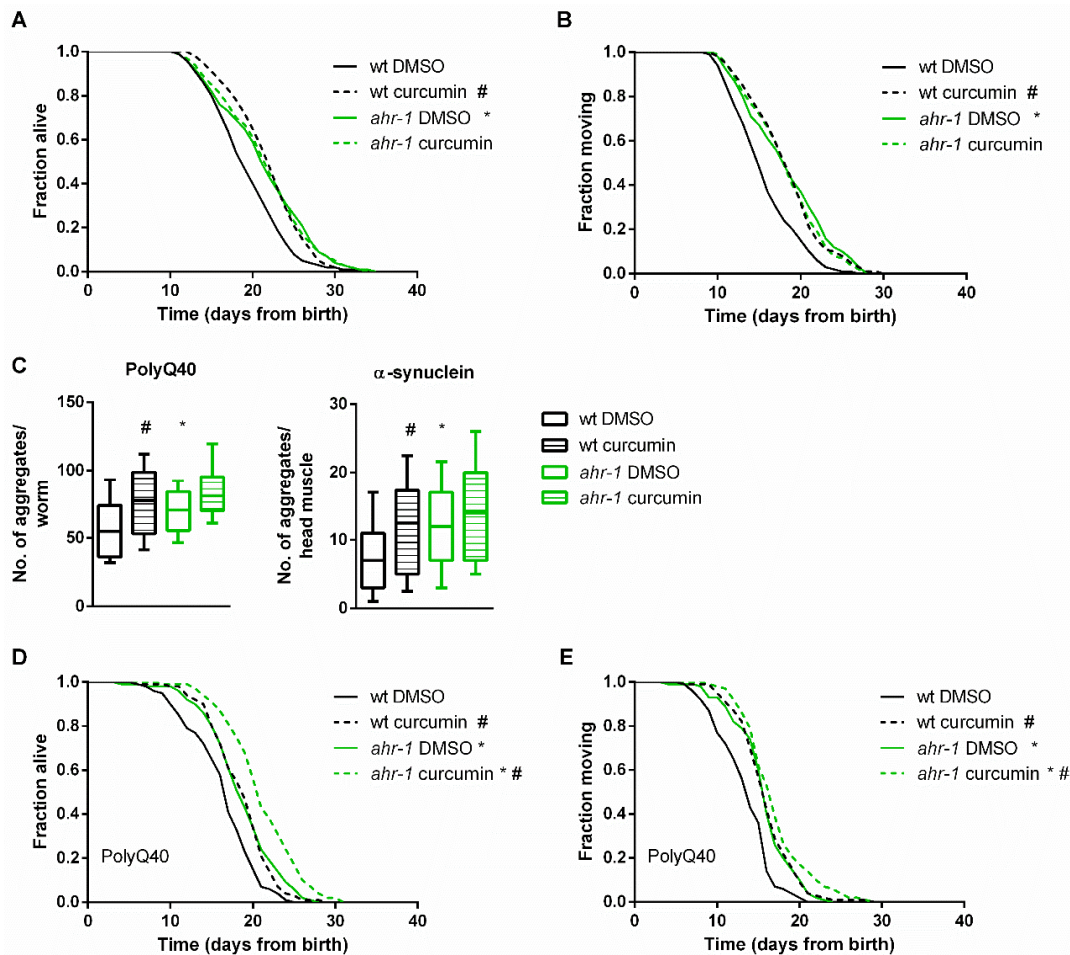 A
1.0
0.8
0.6
0.4
0.2
0.0
0
10
20
30
40
Fraction alive
Time (days from birth)
wt DMSO
wt curcumin #
ahr-1 DMSO *
ahr-1 curcumin
B
1.0
0.8
0.6
0.4
0.2
0.0
0
10
20
30
40
Fraction moving
Time (days from birth)
wt DMSO
wt curcumin #
ahr-1 DMSO *
ahr-1 curcumin
C
PolyQ40
150
100
50
0
No. of aggregates/
worm
#
*
α-synuclein
30
20
10
0
No. of aggregates/
head muscle
#
*
wt DMSO
wt curcumin
ahr-1 DMSO
ahr-1 curcumin
D
1.0
0.8
0.6
0.4
0.2
0.0
0
10
20
30
40
Fraction alive
Time (days from birth)
PolyQ40
wt DMSO
wt curcumin #
ahr-1 DMSO *
ahr-1 curcumin * #
E
1.0
0.8
0.6
0.4
0.2
0.0
0
10
20
30
40
Fraction moving
Time (days from birth)
PolyQ40
wt DMSO
wt curcumin #
ahr-1 DMSO *
ahr-1 curcumin * #